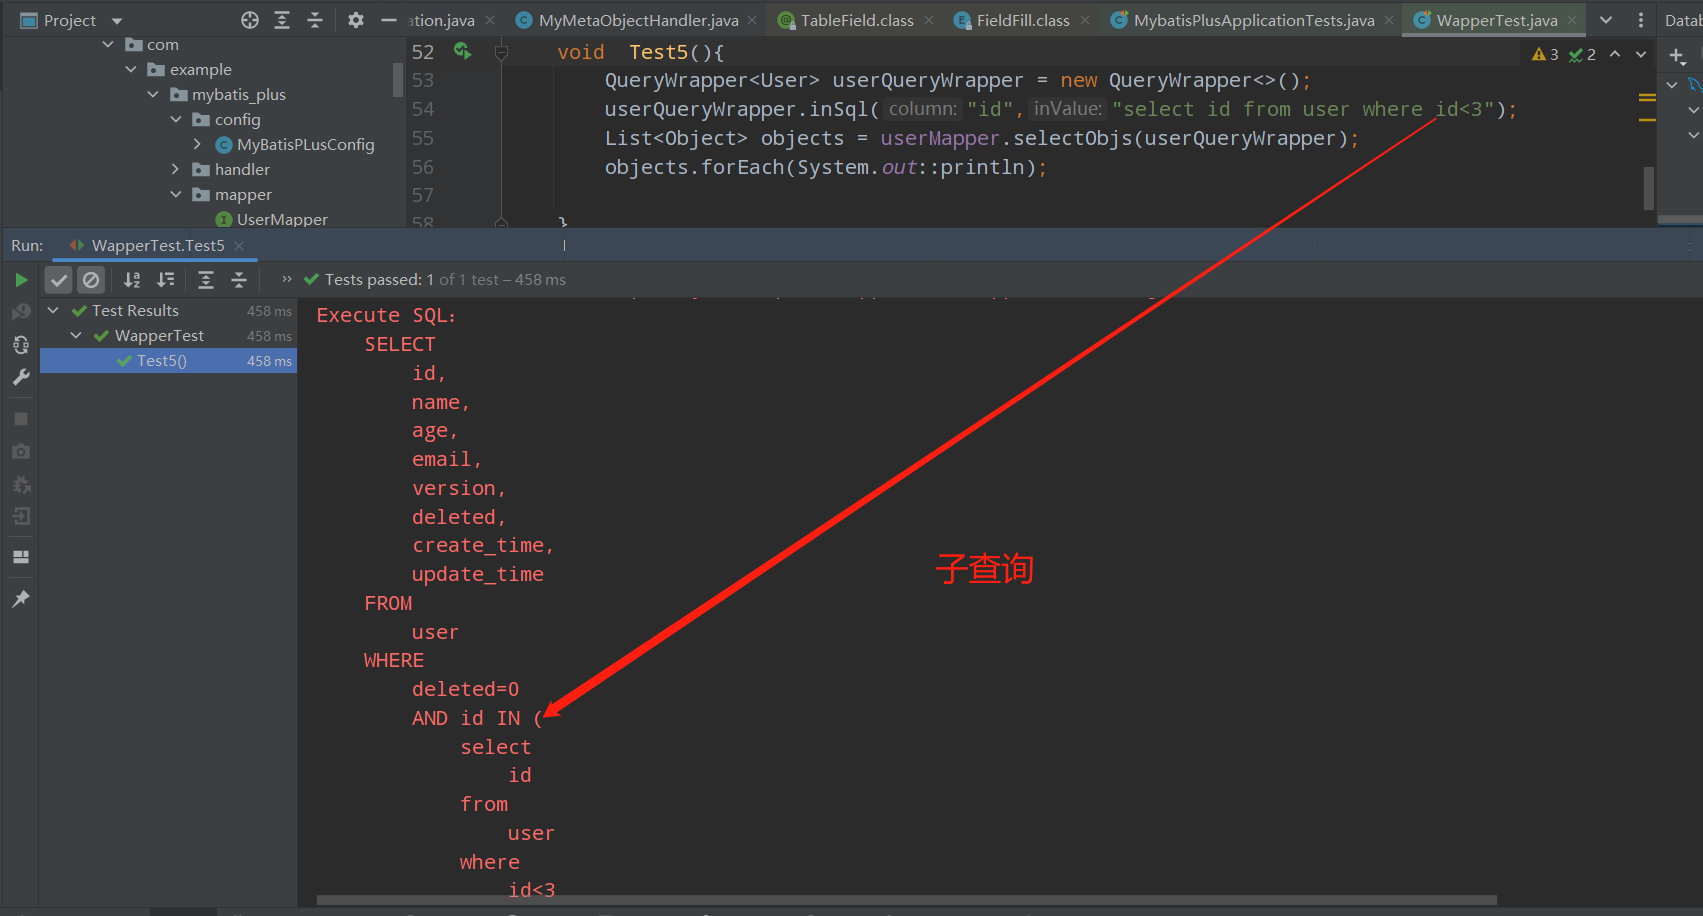 Project
ation.java
MyMetaObjectHandler.java
TableField.class
FieldFill.class
MybatisPlusApplicationTests.java
WapperTest.java
Datab
com
example
mybatis_plus
config
MyBatisPLusConfig
handler
mapper
UserMapper
52 void Test5(){
53 QueryWrapper<User> userQueryWrapper = new QueryWrapper<>();
54 userQueryWrapper.inSql( column: "id", inValue: "select id from user where id<3");
55 List<Object> objects = userMapper.selectObjs(userQueryWrapper);
56 objects.forEach(System.out::println);
57
58 }
3 2
Run: WapperTest.Test5
Tests passed: 1 of 1 test – 458 ms
Test Results 458 ms
WapperTest 458 ms
Test5() 458 ms
Execute SQL：
SELECT
id,
name,
age,
email,
version,
deleted,
create_time,
update_time
FROM
user
WHERE
deleted=0
AND id IN (
select
id
from
user
where
id<3
子查询